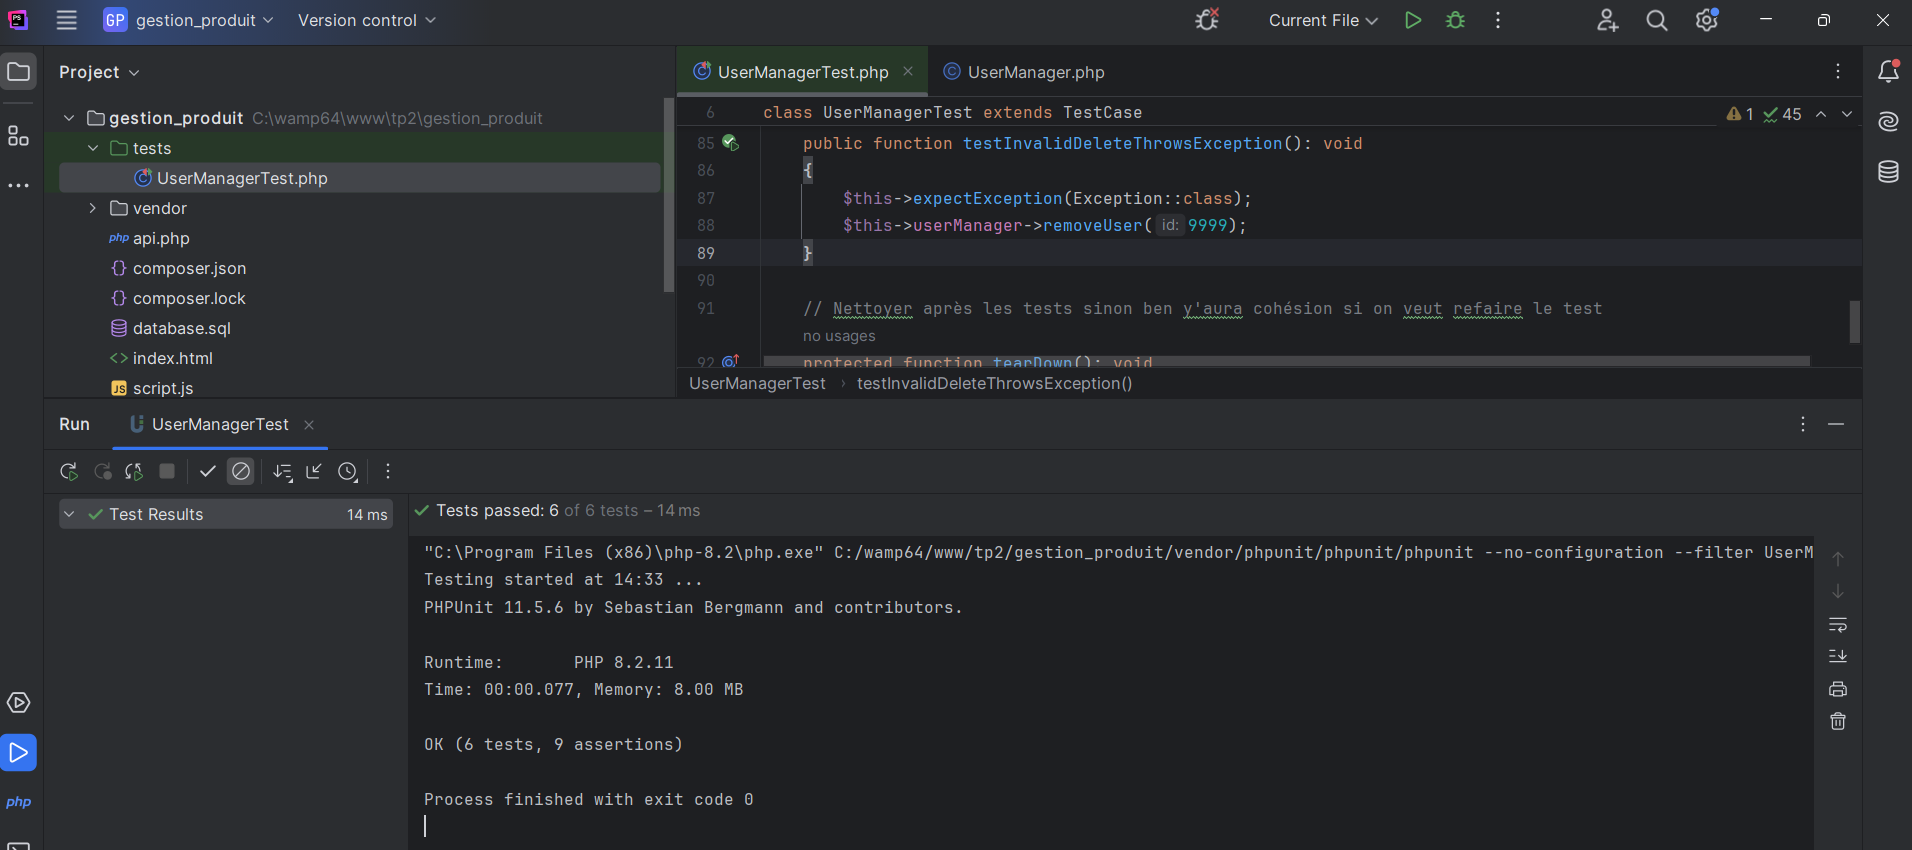 GP gestion_produit Version control Current File
Project
UserManagerTest.php UserManager.php
gestion_produit C:\wamp64\www\tp2\gestion_produit
tests
UserManagerTest.php
vendor
php api.php
{} composer.json
{} composer.lock
database.sql
<> index.html
JS script.js
6 class UserManagerTest extends TestCase
1 45
85 public function testInvalidDeleteThrowsException(): void
86 {
87 $this->expectException(Exception::class);
88 $this->userManager->removeUser( id: 9999);
89 }
90
91 // Nettoyer après les tests sinon ben y'aura cohésion si on veut refaire le test
no usages
92 protected function tearDown(): void
UserManagerTest › testInvalidDeleteThrowsException()
Run UserManagerTest
Test Results 14 ms
Tests passed: 6 of 6 tests – 14 ms
"C:\Program Files (x86)\php-8.2\php.exe" C:/wamp64/www/tp2/gestion_produit/vendor/phpunit/phpunit/phpunit --no-configuration --filter UserM
Testing started at 14:33 ...
PHPUnit 11.5.6 by Sebastian Bergmann and contributors.
Runtime: PHP 8.2.11
Time: 00:00.077, Memory: 8.00 MB
OK (6 tests, 9 assertions)
Process finished with exit code 0
php